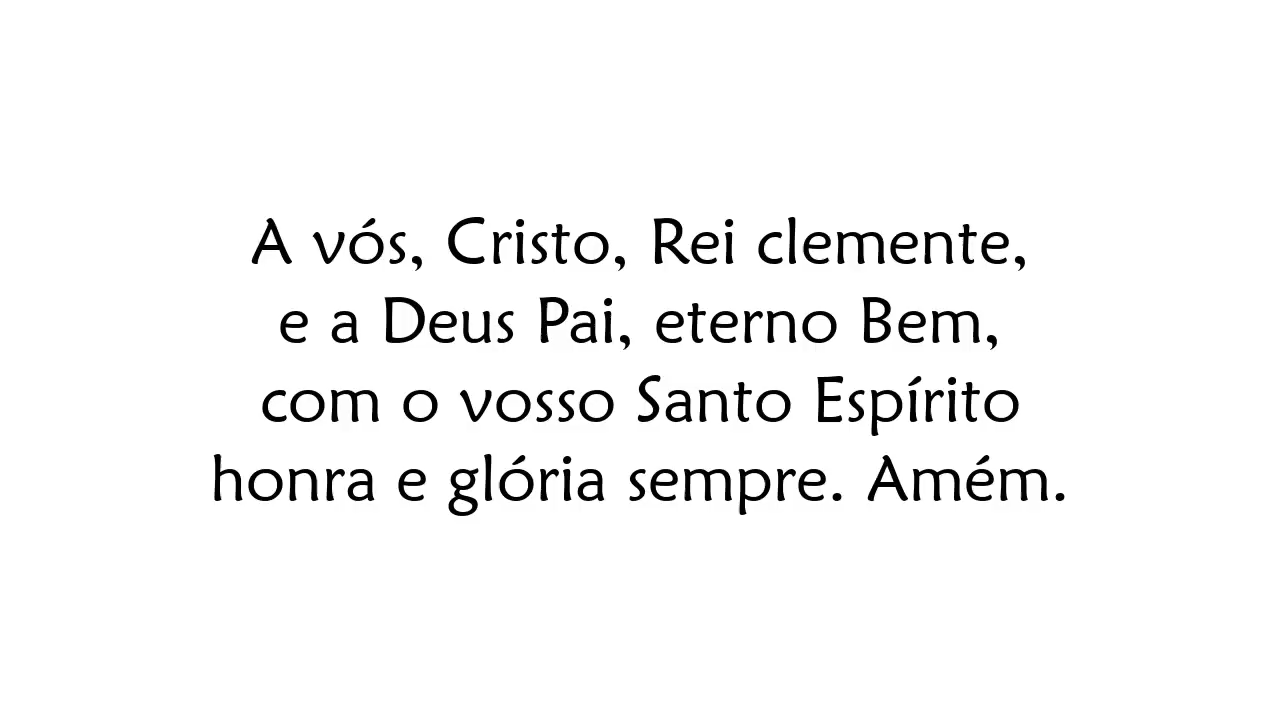 A vós, Cristo, Rei clemente,
e a Deus Pai, eterno Bem,
com o vosso Santo Espírito
honra e glória sempre. Amém.